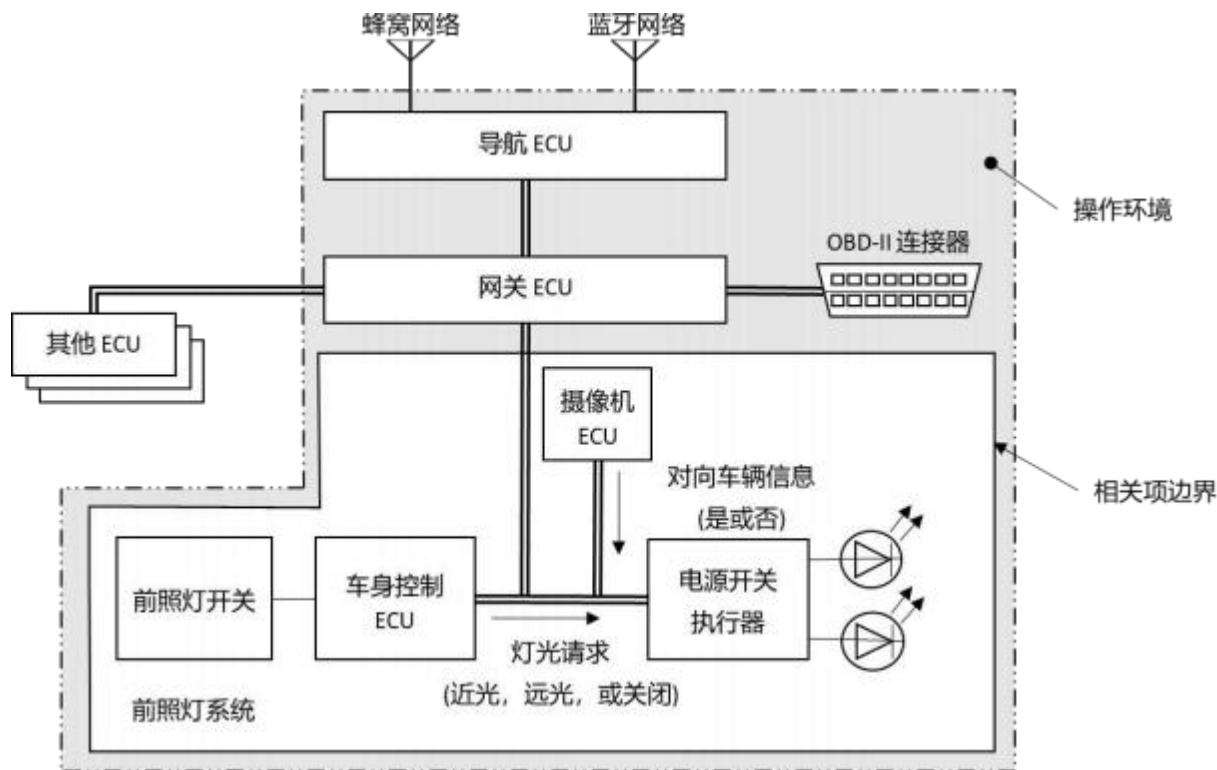 蜂窝网络
蓝牙网络
导航 ECU
操作环境
OBD-II 连接器
网关 ECU
其他 ECU
摄像机
ECU
对向车辆信息
(是或否)
相关项边界
前照灯开关
车身控制
ECU
电源开关
执行器
灯光请求
(近光，远光，或关闭)
前照灯系统